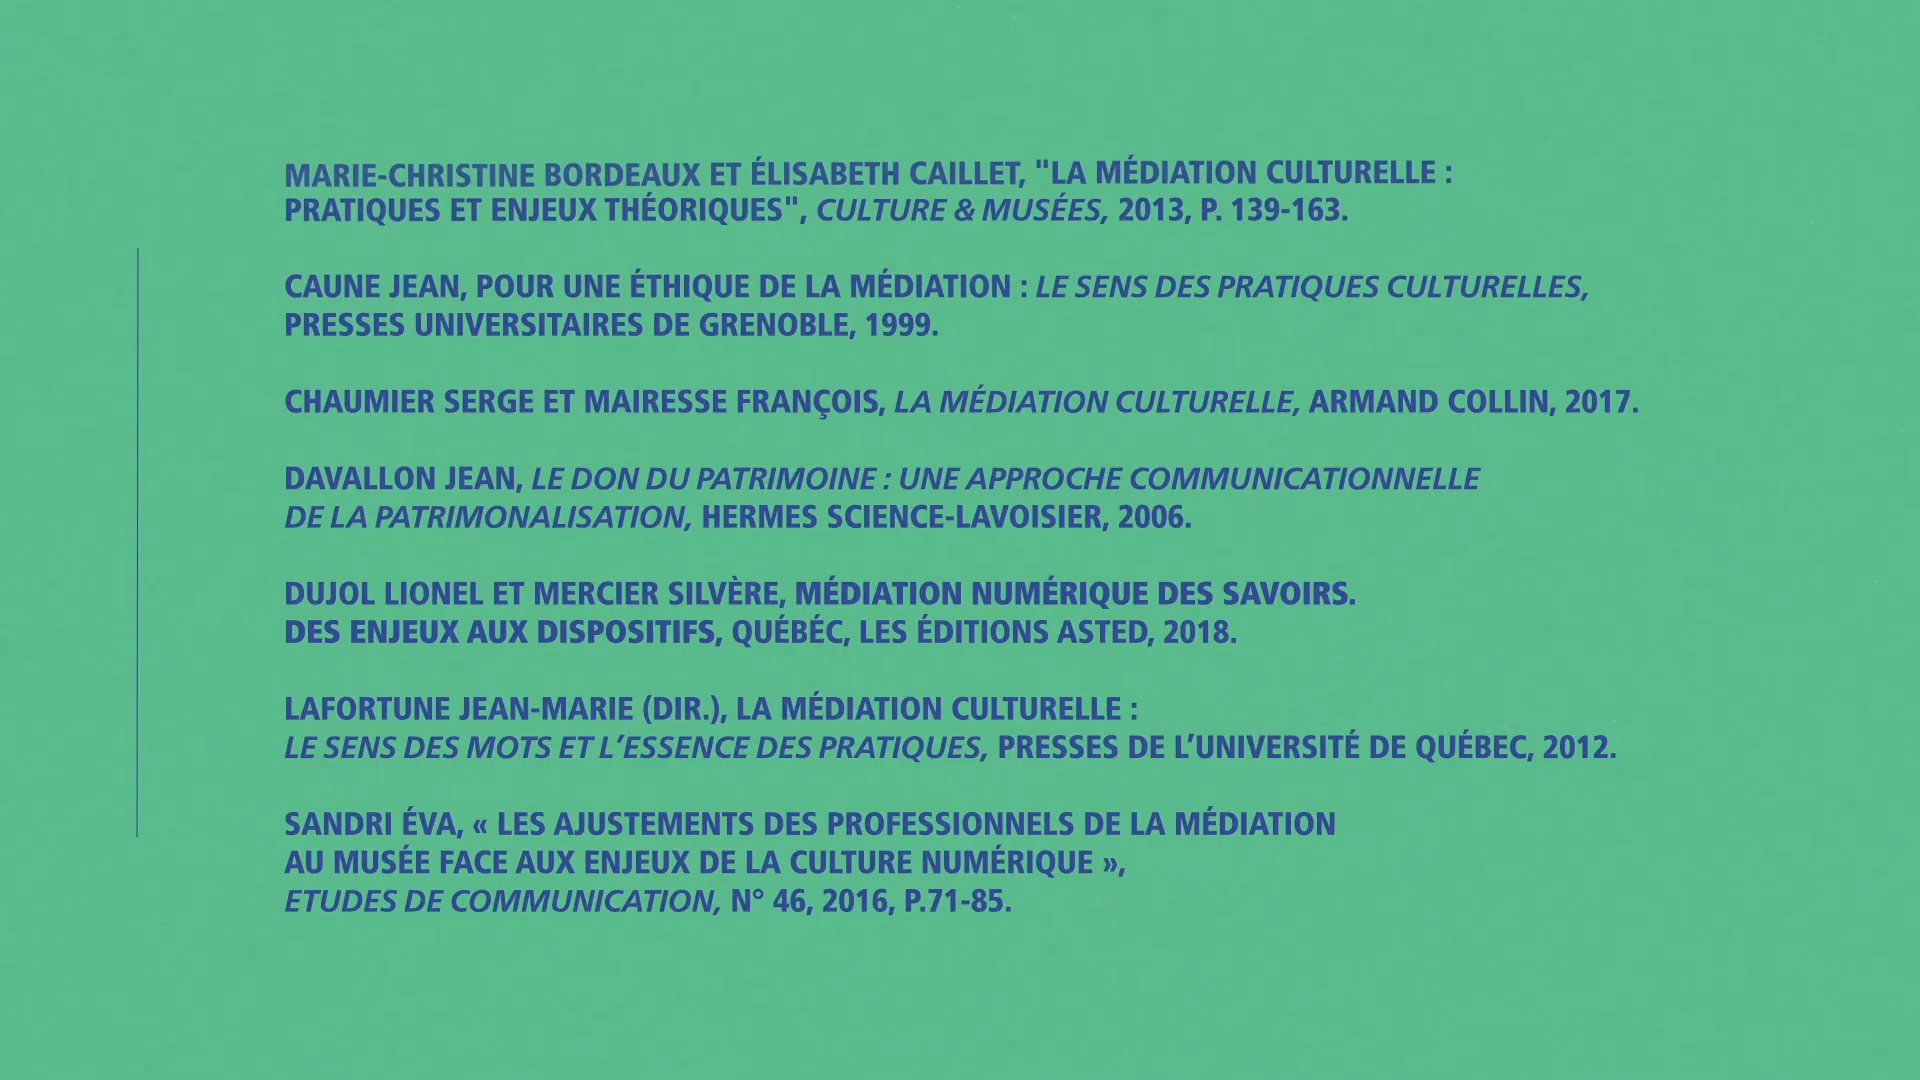 MARIE-CHRISTINE BORDEAUX ET ÉLISABETH CAILLET, "LA MÉDIATION CULTURELLE :
PRATIQUES ET ENJEUX THÉORIQUES", CULTURE & MUSÉES, 2013, P. 139-163.
CAUNE JEAN, POUR UNE ÉTHIQUE DE LA MÉDIATION : LE SENS DES PRATIQUES CULTURELLES,
PRESSES UNIVERSITAIRES DE GRENOBLE, 1999.
CHAUMIER SERGE ET MAIRESSE FRANÇOIS, LA MÉDIATION CULTURELLE, ARMAND COLLIN, 2017.
DAVALLON JEAN, LE DON DU PATRIMOINE : UNE APPROCHE COMMUNICATIONNELLE
DE LA PATRIMONALISATION, HERMES SCIENCE-LAVOISIER, 2006.
DUJOL LIONEL ET MERCIER SILVÈRE, MÉDIATION NUMÉRIQUE DES SAVOIRS.
DES ENJEUX AUX DISPOSITIFS, QUÉBÉC, LES ÉDITIONS ASTED, 2018.
LAFORTUNE JEAN-MARIE (DIR.), LA MÉDIATION CULTURELLE :
LE SENS DES MOTS ET L’ESSENCE DES PRATIQUES, PRESSES DE L’UNIVERSITÉ DE QUÉBEC, 2012.
SANDRI ÉVA, « LES AJUSTEMENTS DES PROFESSIONNELS DE LA MÉDIATION
AU MUSÉE FACE AUX ENJEUX DE LA CULTURE NUMÉRIQUE »,
ETUDES DE COMMUNICATION, N° 46, 2016, P.71-85.